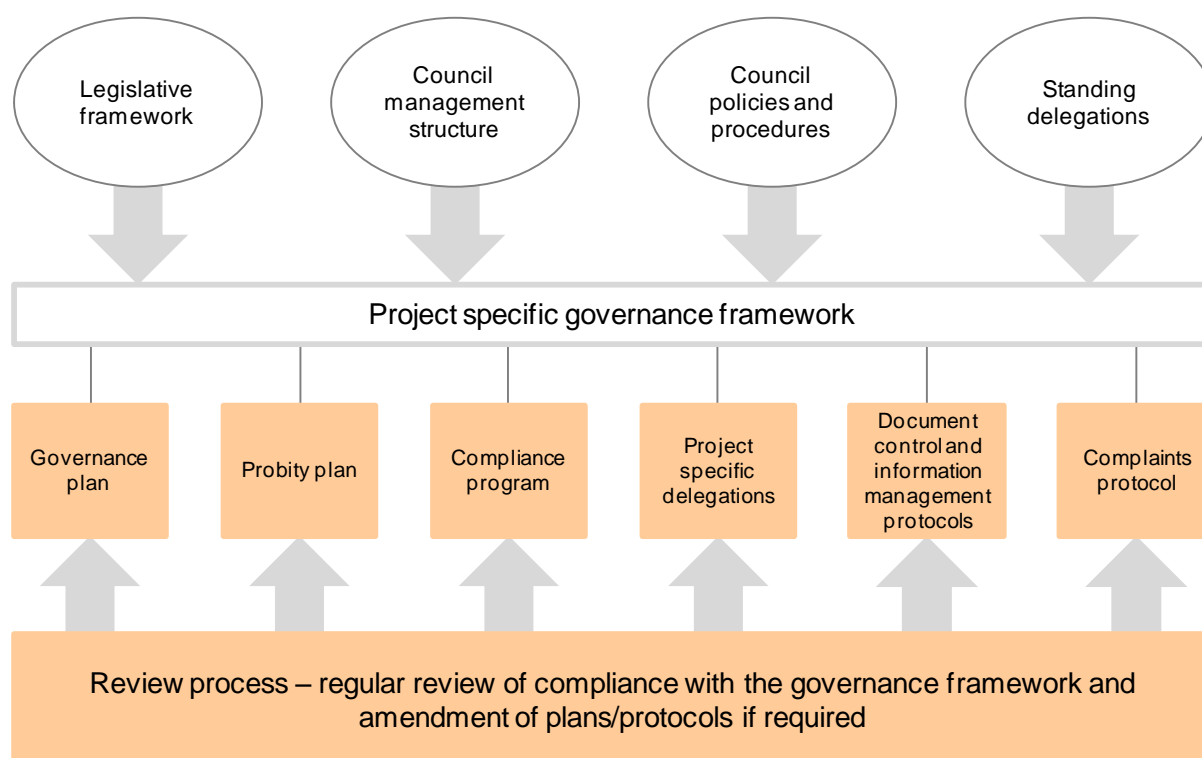 Legislative
framework
Council
management
structure
Council
policies and
procedures
Standing
delegations
Project specific governance framework
Governance
plan
Probity plan
Compliance
program
Project
specific
delegations
Document
control and
information
management
protocols
Complaints
protocol
Review process – regular review of compliance with the governance framework and
amendment of plans/protocols if required